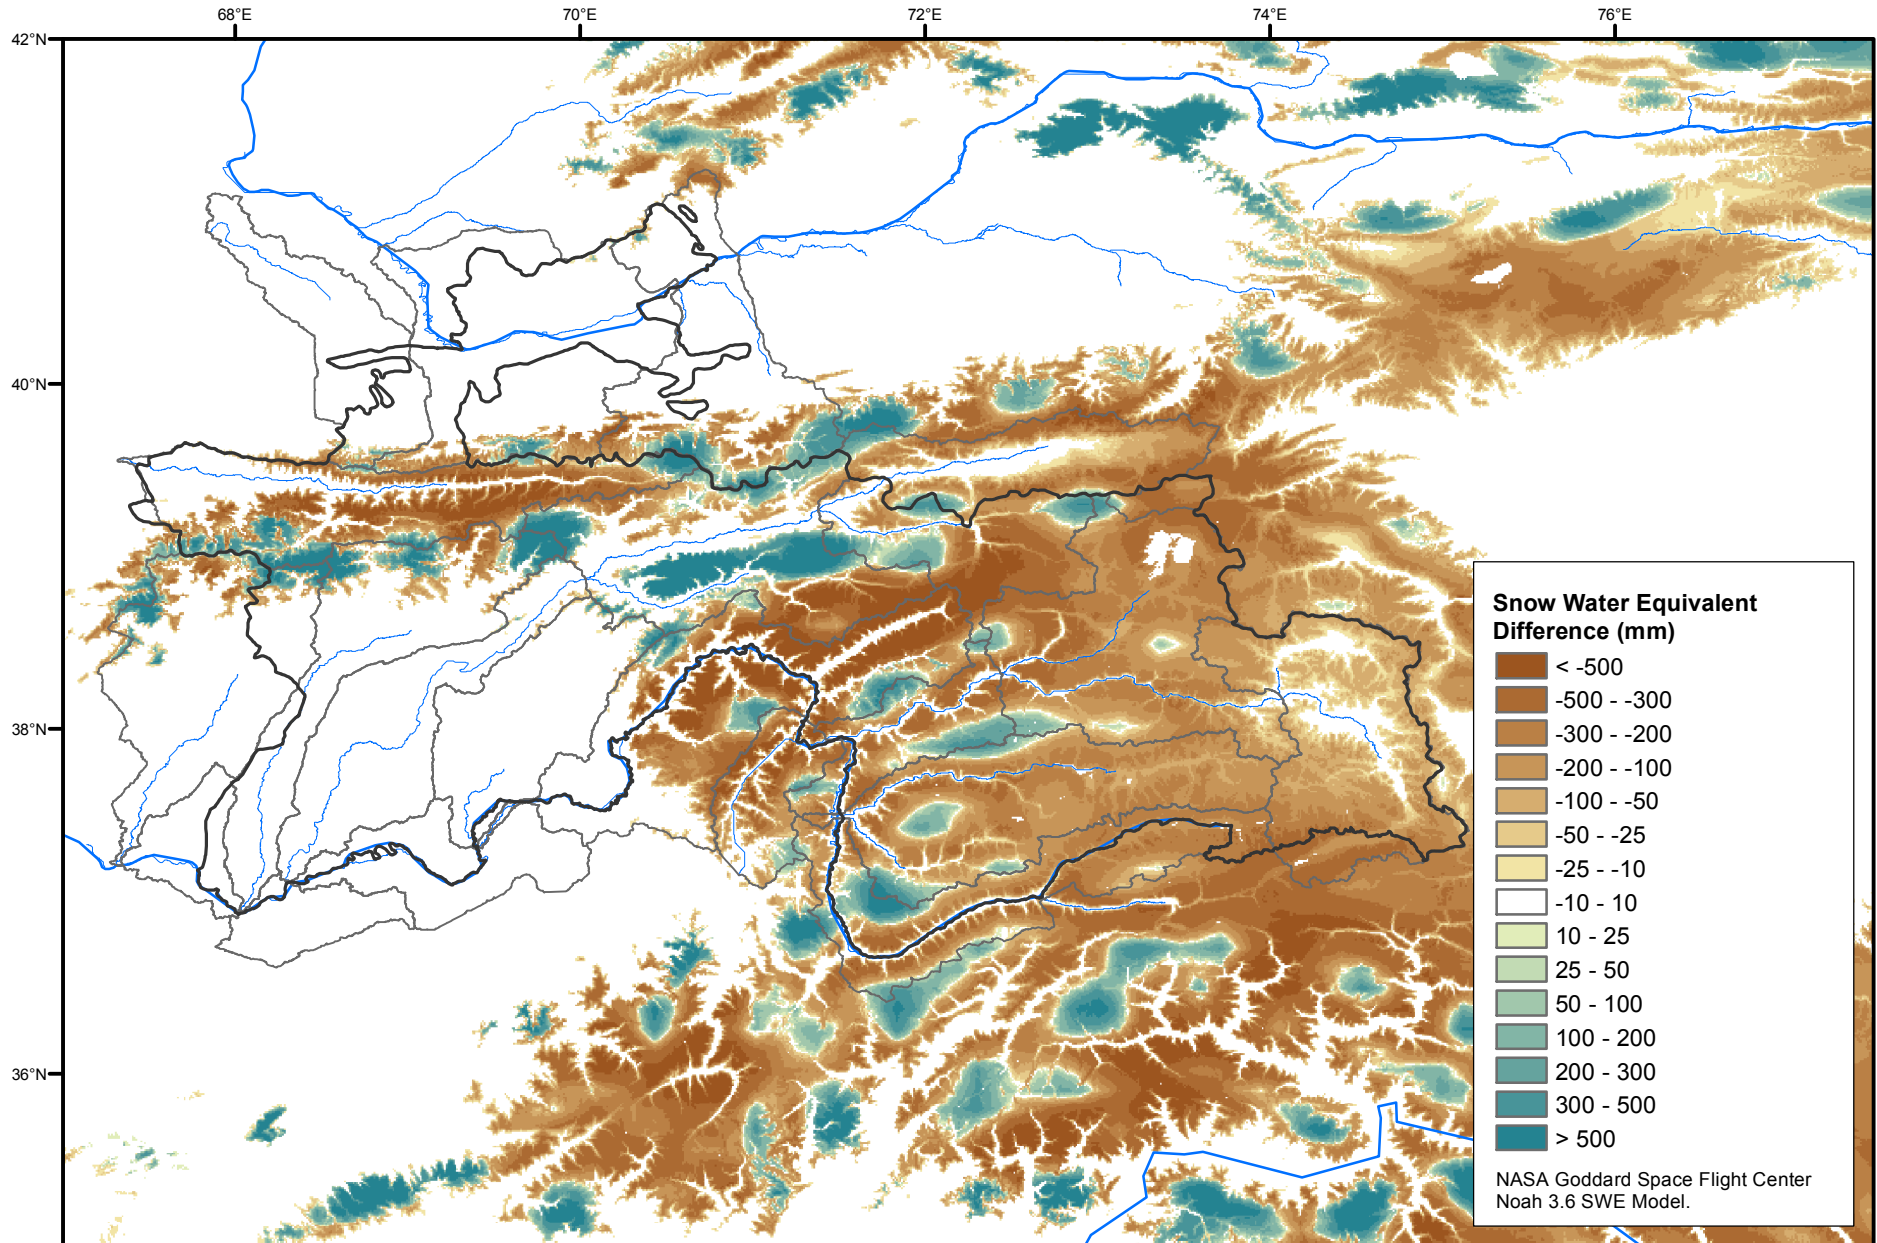 68°E
70°E
72°E
74°E
76°E
42°N
40°N
38°N
36°N
Snow Water Equivalent
Difference (mm)
< -500
-500 - -300
-300 - -200
-200 - -100
-100 - -50
-50 - -25
-25 - -10
-10 - 10
10 - 25
25 - 50
50 - 100
100 - 200
200 - 300
300 - 500
> 500
NASA Goddard Space Flight Center
Noah 3.6 SWE Model.